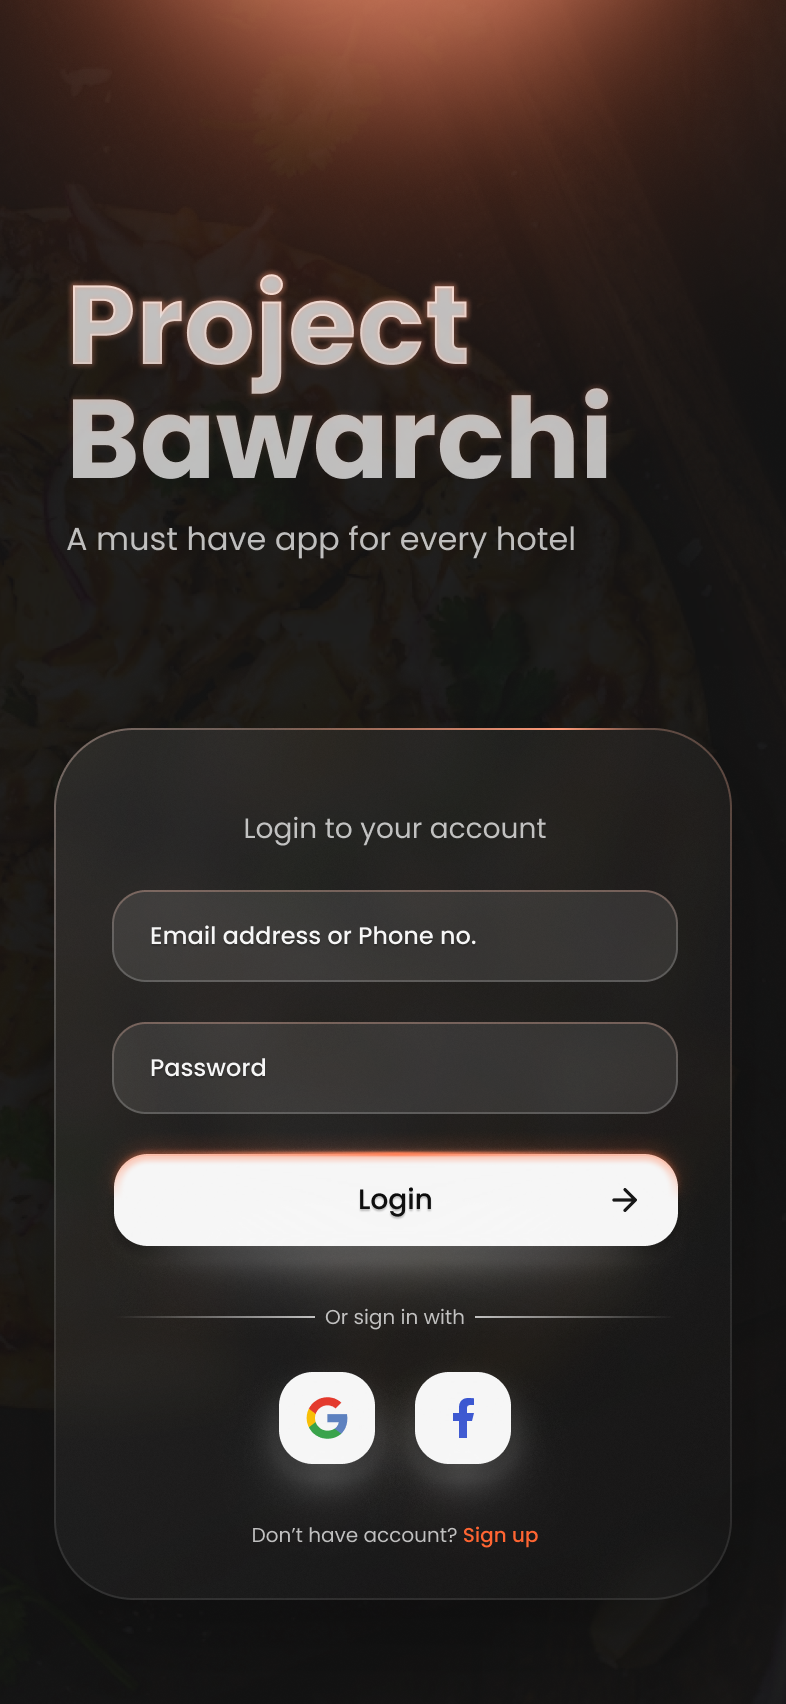 Project
Bawarchi
A must have app for every hotel
Login to your account
Email address or Phone no.
Password
Login
Or sign in with
Don’t have account? Sign up